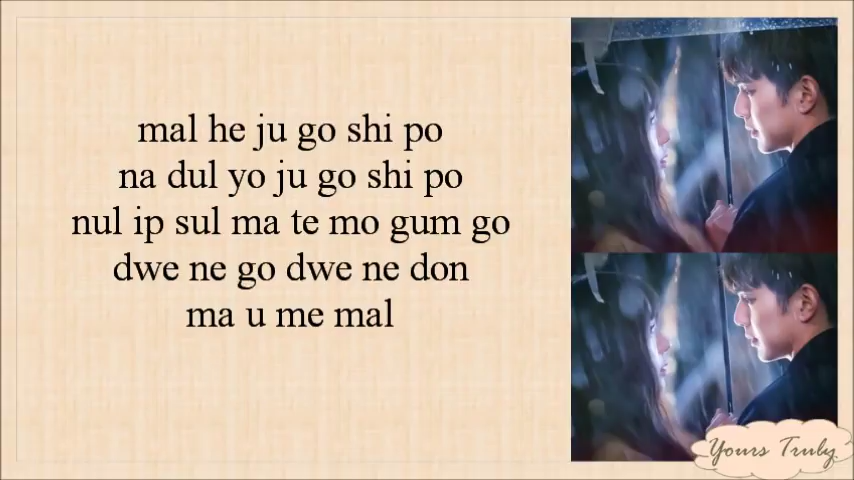 mal he ju go shi po
na dul yo ju go shi po
nul ip sul ma te mo gum go
dwe ne go dwe ne don
ma u me mal
Yours Truly